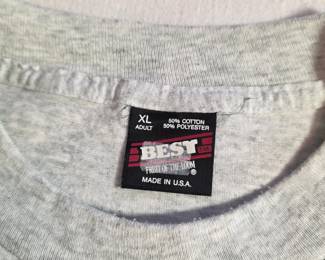 XL
ADULT
50% COTTON
50% POLYESTER
BEST
FRUIT OF THE LOOM ®
MADE IN U.S.A.